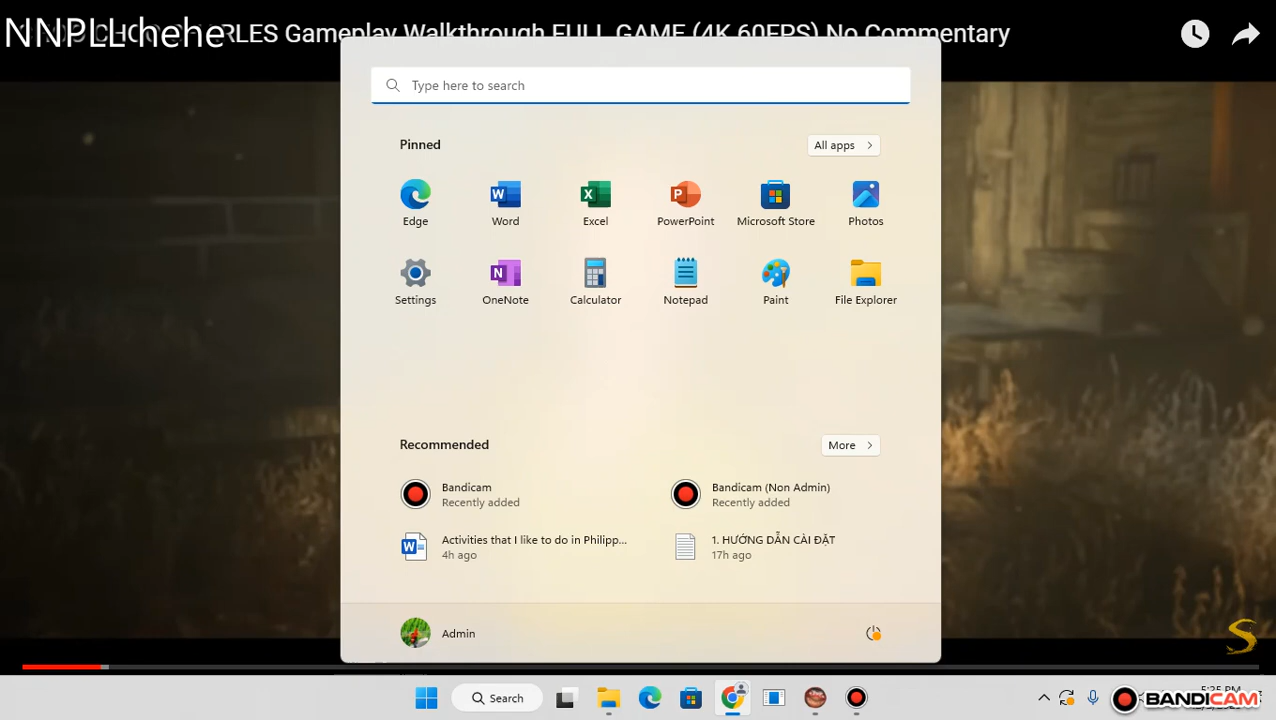 NNPLLhehe
CHOO CHARLES Gameplay Walkthrough FULL GAME (4K 60FPS) No Commentary
Type here to search
Pinned
All apps
Edge
Word
Excel
PowerPoint
Microsoft Store
Photos
Settings
OneNote
Calculator
Notepad
Paint
File Explorer
Recommended
More
Bandicam
Recently added
Bandicam (Non Admin)
Recently added
Activities that I like to do in Philipp...
4h ago
1. HƯỚNG DẪN CÀI ĐẶT
17h ago
Admin
Search
BANDICAM